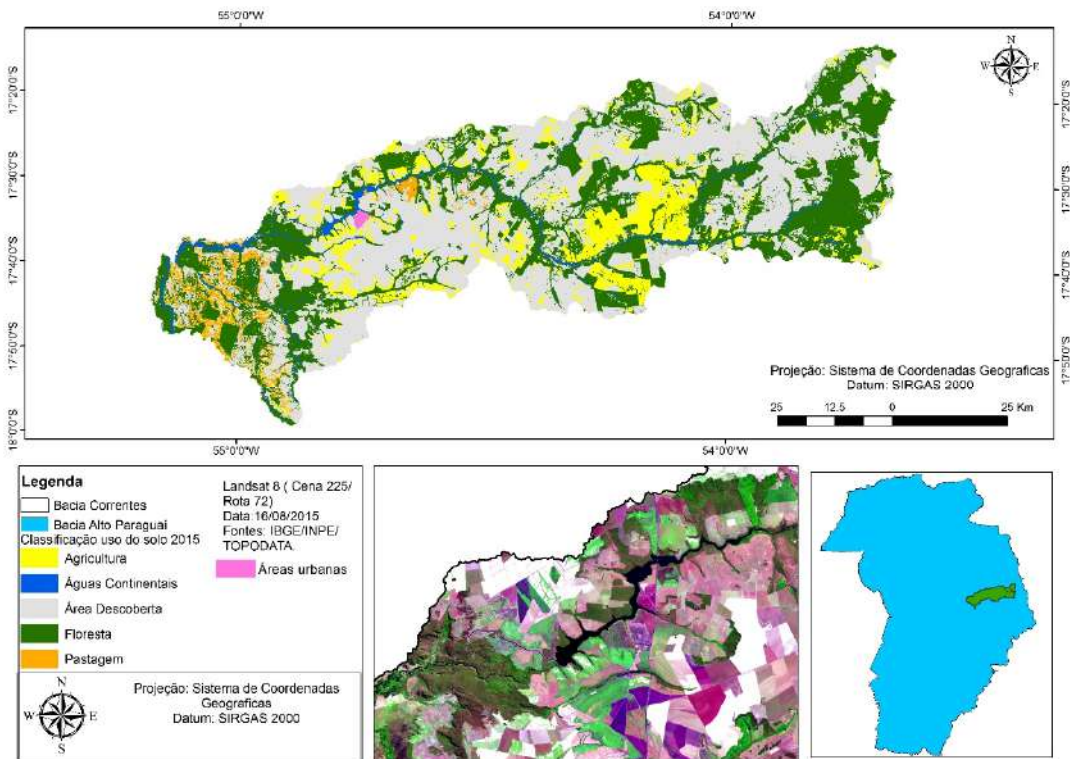 55°0'0"W
54°0'0"W
N
W E
S
17°20'0"S
17°20'0"S
17°30'0"S
17°30'0"S
17°40'0"S
17°40'0"S
17°50'0"S
17°50'0"S
18°0'0"S
Projeção: Sistema de Coordenadas Geograficas
Datum: SIRGAS 2000
25 12.5 0 25 Km
55°0'0"W
54°0'0"W
Legenda
Bacia Correntes
Bacia Alto Paraguai
Classificação uso do solo 2015
Agricultura
Águas Continentais
Área Descoberta
Floresta
Pastagem
Landsat 8 ( Cena 225/
Rota 72)
Data:16/08/2015
Fontes: IBGE/INPE/
TOPODATA.
Áreas urbanas
N
W E
S
Projeção: Sistema de Coordenadas
Geograficas
Datum: SIRGAS 2000